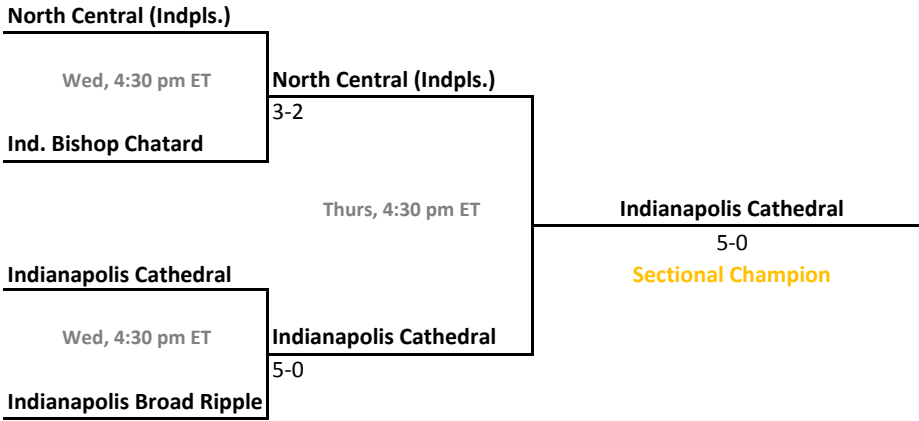 North Central (Indpls.)
Wed, 4:30 pm ET
North Central (Indpls.)
3-2
Ind. Bishop Chatard
Thurs, 4:30 pm ET
Indianapolis Cathedral
5-0
Sectional Champion
Indianapolis Cathedral
Wed, 4:30 pm ET
Indianapolis Cathedral
5-0
Indianapolis Broad Ripple